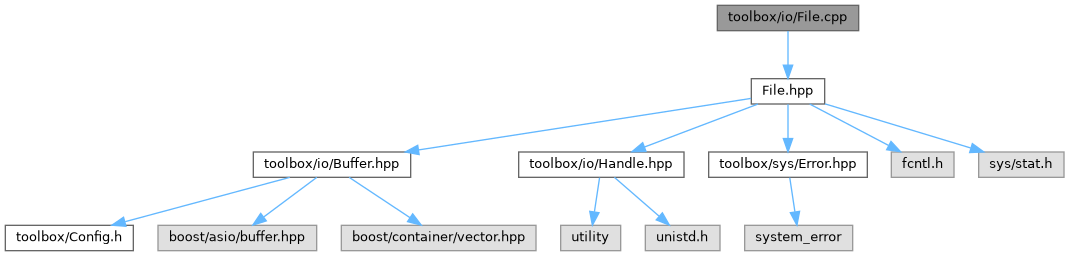 toolbox/io/File.cpp
File.hpp
toolbox/io/Buffer.hpp
toolbox/io/Handle.hpp
toolbox/sys/Error.hpp
fcntl.h
sys/stat.h
toolbox/Config.h
boost/asio/buffer.hpp
boost/container/vector.hpp
utility
unistd.h
system_error